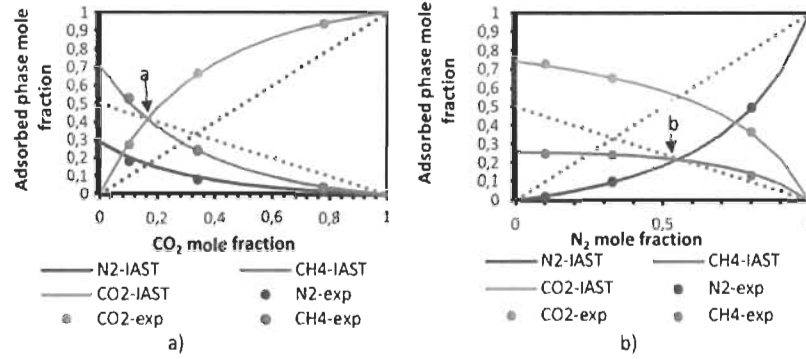 Adsorbed phase mole
fraction
1
0,9
0,8
0,7
0,6
0,5
0,4
0,3
0,2
0,1
0
a
0
0,2
0,4
0,6
0,8
1
CO2 mole fraction
N2-IAST
CH4-IAST
CO2-IAST
N2-exp
CO2-exp
CH4-exp
a)
Adsorbed phase mole
fraction
1
0,9
0,8
0,7
0,6
0,5
0,4
0,3
0,2
0,1
0
b
0
0,5
N2 mole fraction
N2-IAST
CH4-IAST
CO2-IAST
N2-exp
CO2-exp
CH4-exp
b)